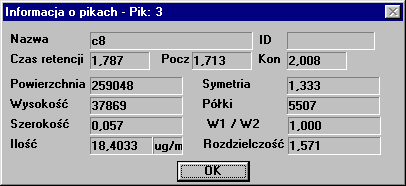 Informacja o pikach - Pik: 3
Nazwa c8 ID
Czas retencji 1,787 Pocz 1,713 Kon 2,008
Powierzchnia 259048 Symetria 1,333
Wysokość 37869 Półki 5507
Szerokość 0,057 W1 / W2 1,000
Ilość 18,4033 ug/m Rozdzielczość 1,571
OK